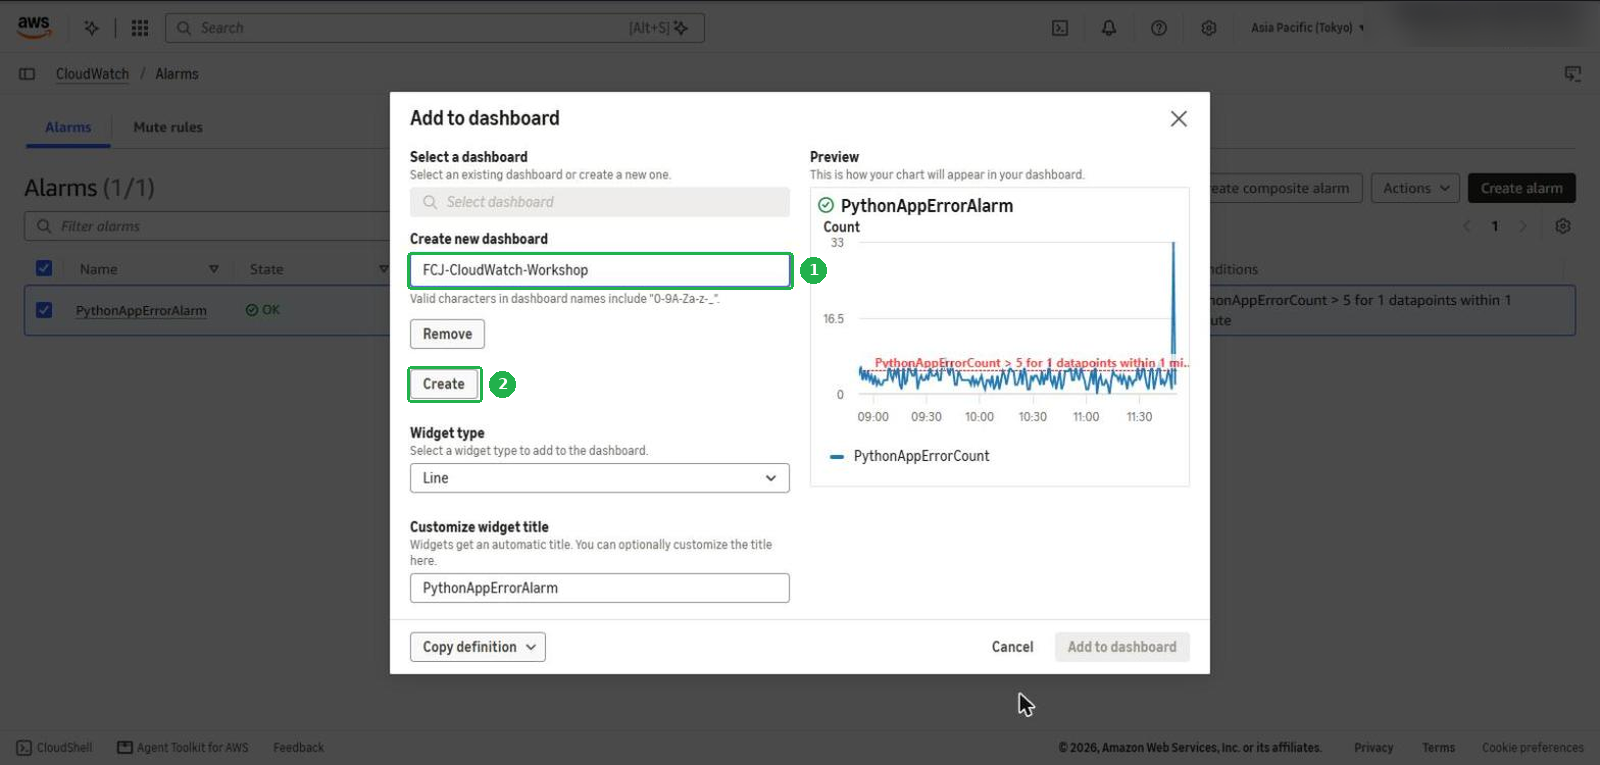 aws
Search
[Alt+S]
Asia Pacific (Tokyo)
CloudWatch / Alarms
Alarms
Mute rules
Alarms (1/1)
reate composite alarm
Actions
Create alarm
Filter alarms
1
Name
State
nditions
PythonAppErrorAlarm
OK
honAppErrorCount > 5 for 1 datapoints within 1
ute
Add to dashboard
Select a dashboard
Select an existing dashboard or create a new one.
Select dashboard
Create new dashboard
FCJ-CloudWatch-Workshop
1
Valid characters in dashboard names include "0-9A-Za-z-_".
Remove
Create
2
Widget type
Select a widget type to add to the dashboard.
Line
Customize widget title
Widgets get an automatic title. You can optionally customize the title
here.
PythonAppErrorAlarm
Preview
This is how your chart will appear in your dashboard.
PythonAppErrorAlarm
Count
33
16.5
PythonAppErrorCount > 5 for 1 datapoints within 1 mi...
0
09:00 09:30 10:00 10:30 11:00 11:30
PythonAppErrorCount
Copy definition
Cancel
Add to dashboard
CloudShell
Agent Toolkit for AWS
Feedback
© 2026, Amazon Web Services, Inc. or its affiliates.
Privacy
Terms
Cookie preferences